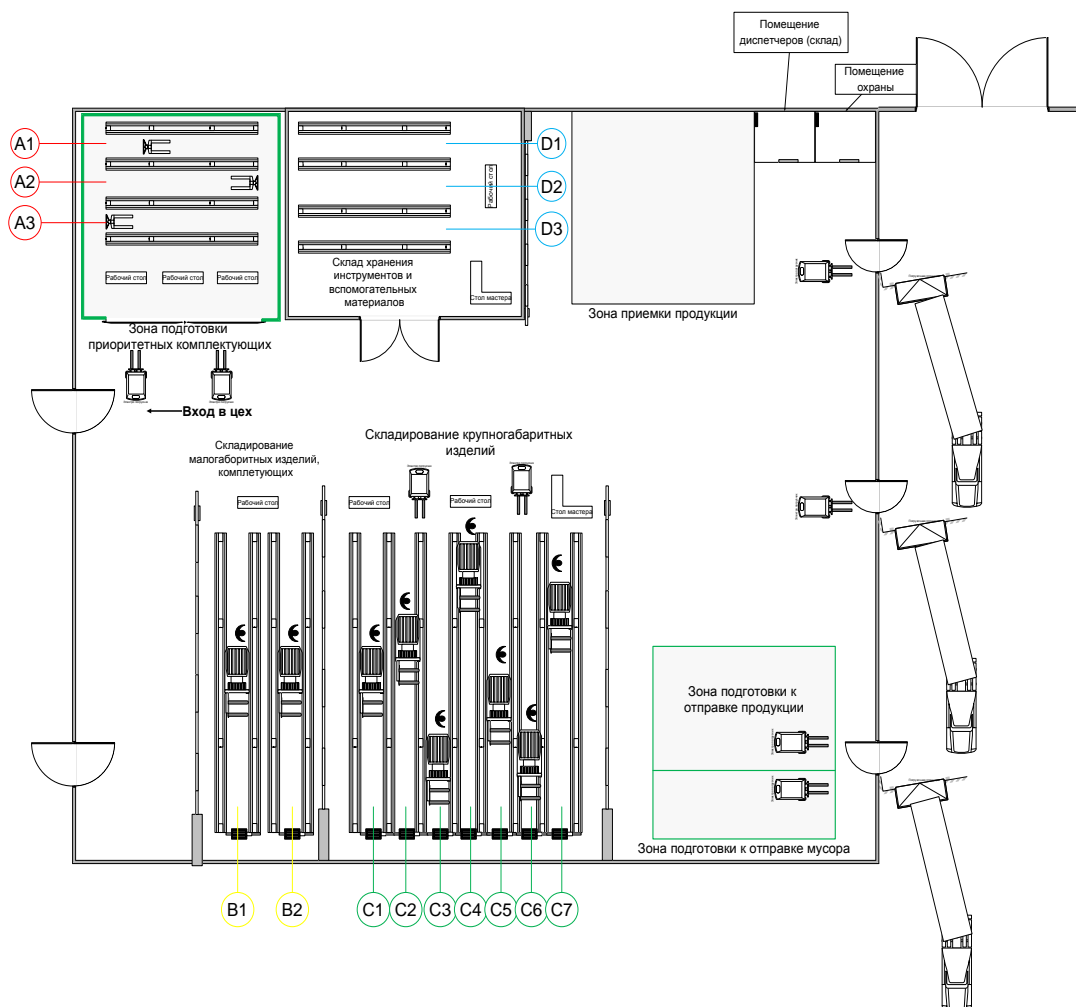 Помещение
диспетчеров (склад)
Помещение
охраны
A1
A2
A3
D1
D2
D3
Рабочий стол
Рабочий стол
Рабочий стол
Рабочий стол
Склад хранения
инструментов и
вспомогательных
материалов
Стол мастера
Зона приемки продукции
Зона подготовки
приоритетных комплектующих
Вход в цех
Складирование
малогаборитных изделий,
комплетующих
Складирование крупногабаритных
изделий
Рабочий стол
Рабочий стол
Рабочий стол
Стол мастера
Зона подготовки к
отправке продукции
Зона подготовки к отправке мусора
B1
B2
C1
C2
C3
C4
C5
C6
C7